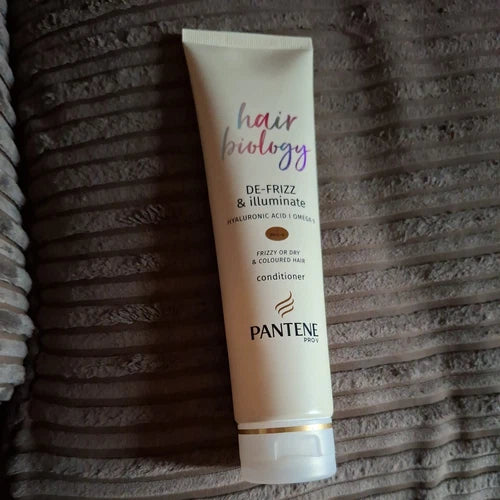 hair
biology
DE-FRIZZ
& illuminate
HYALURONIC ACID | OMEGA 9
FRIZZY OR DRY
& COLOURED HAIR
conditioner
PANTENE
PRO-V